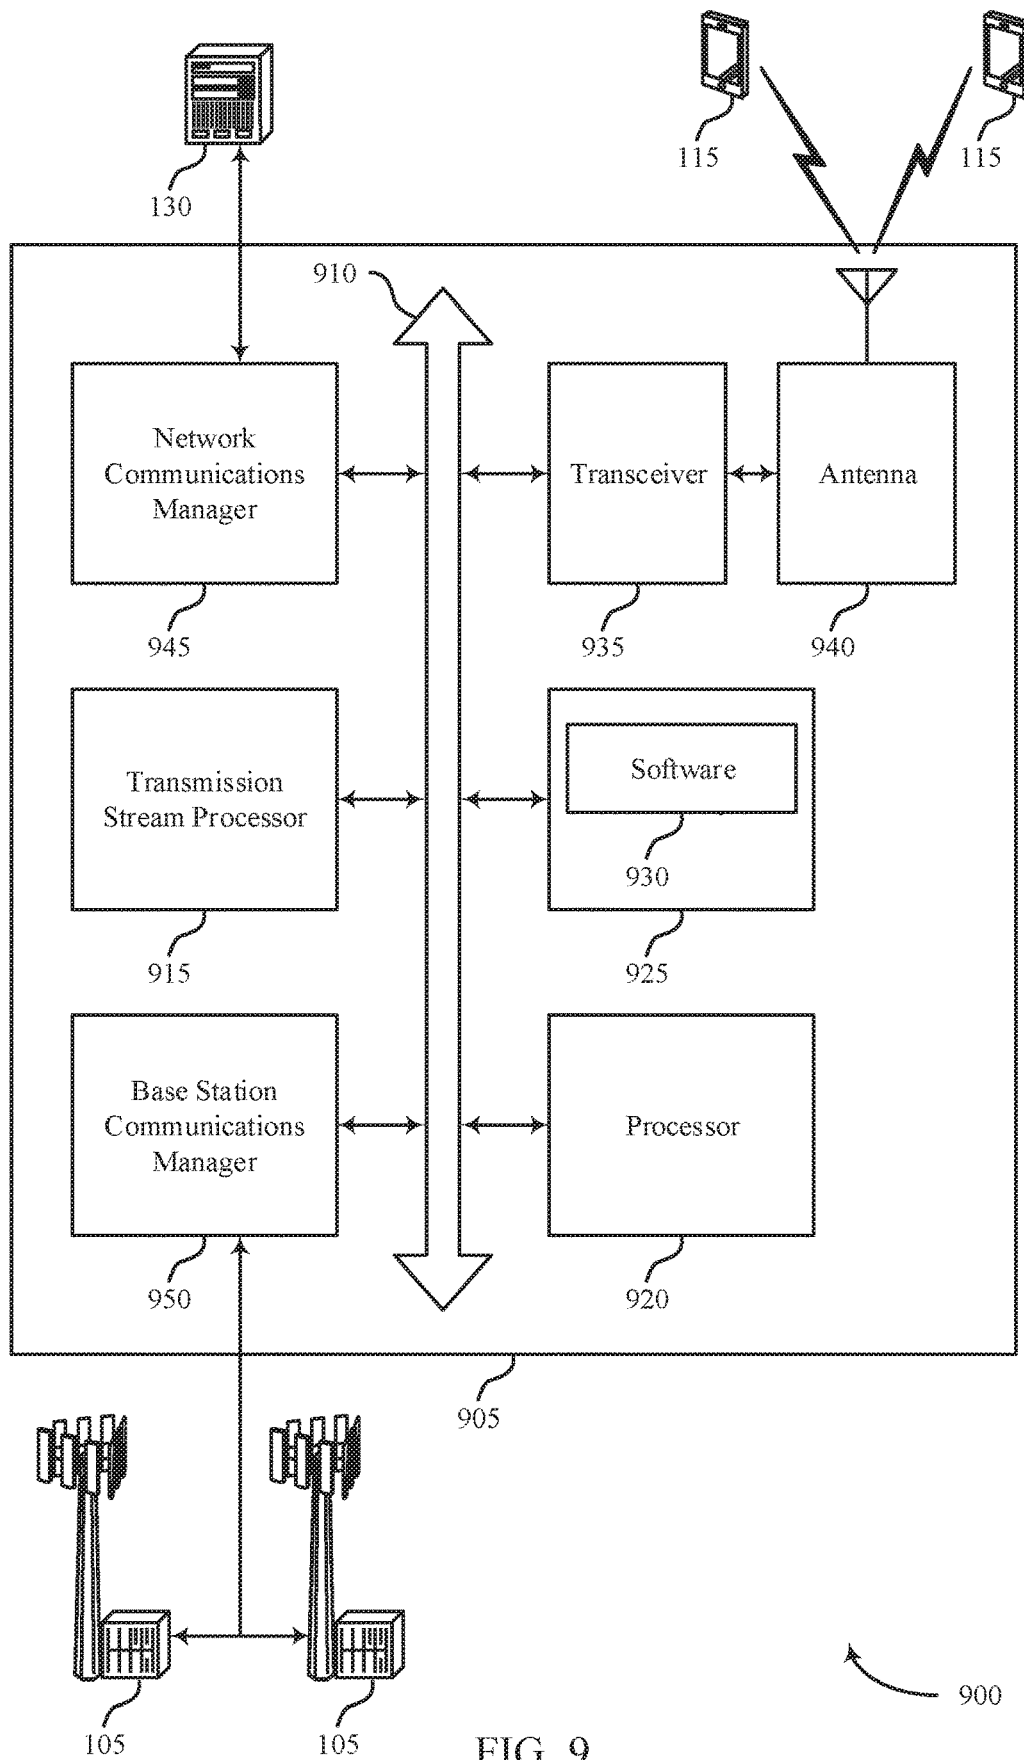 115
115
130
910
Network
Communications
Manager
Transceiver
Antenna
945
935
940
Transmission
Stream Processor
Software
930
915
925
Base Station
Communications
Manager
Processor
950
920
905
900
105
105
FIG. 9